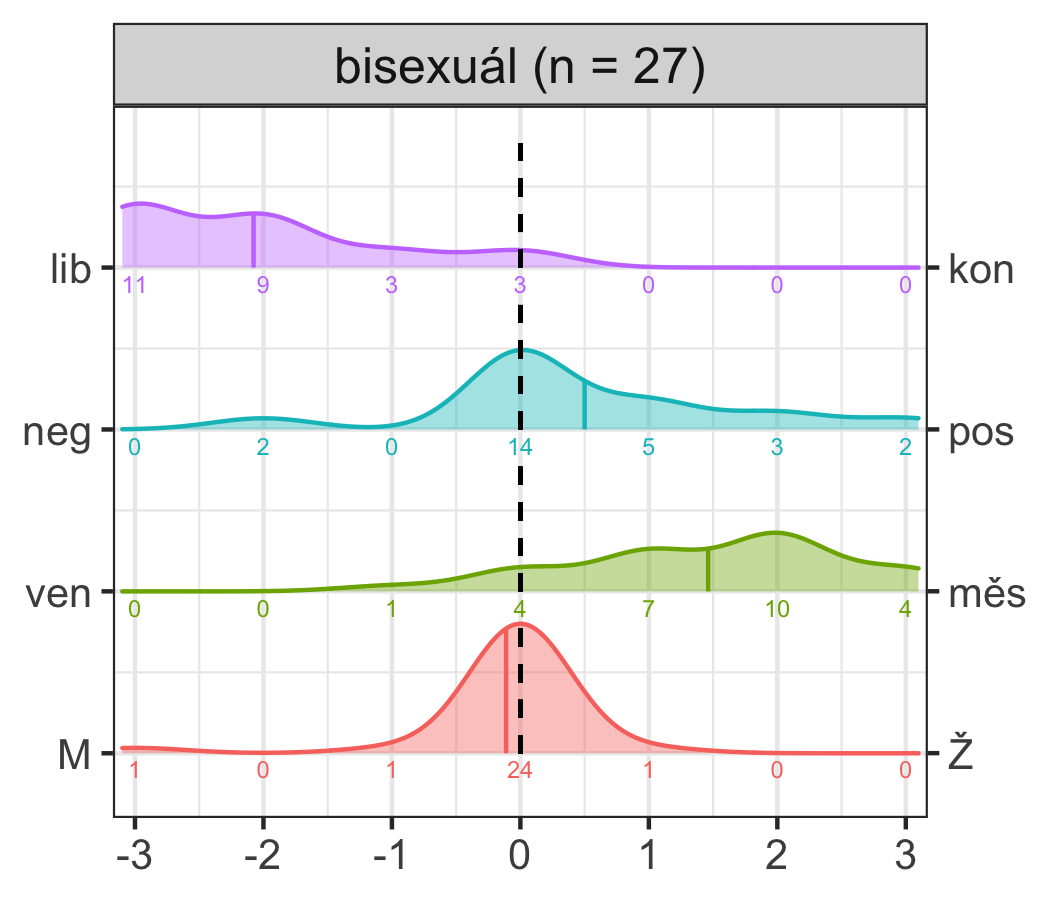 bisexuál (n = 27)
lib kon
11 9 3 3 0 0 0
neg pos
0 2 0 14 5 3 2
ven měs
0 0 1 4 7 10 4
M Ž
1 0 1 24 1 0 0
-3 -2 -1 0 1 2 3